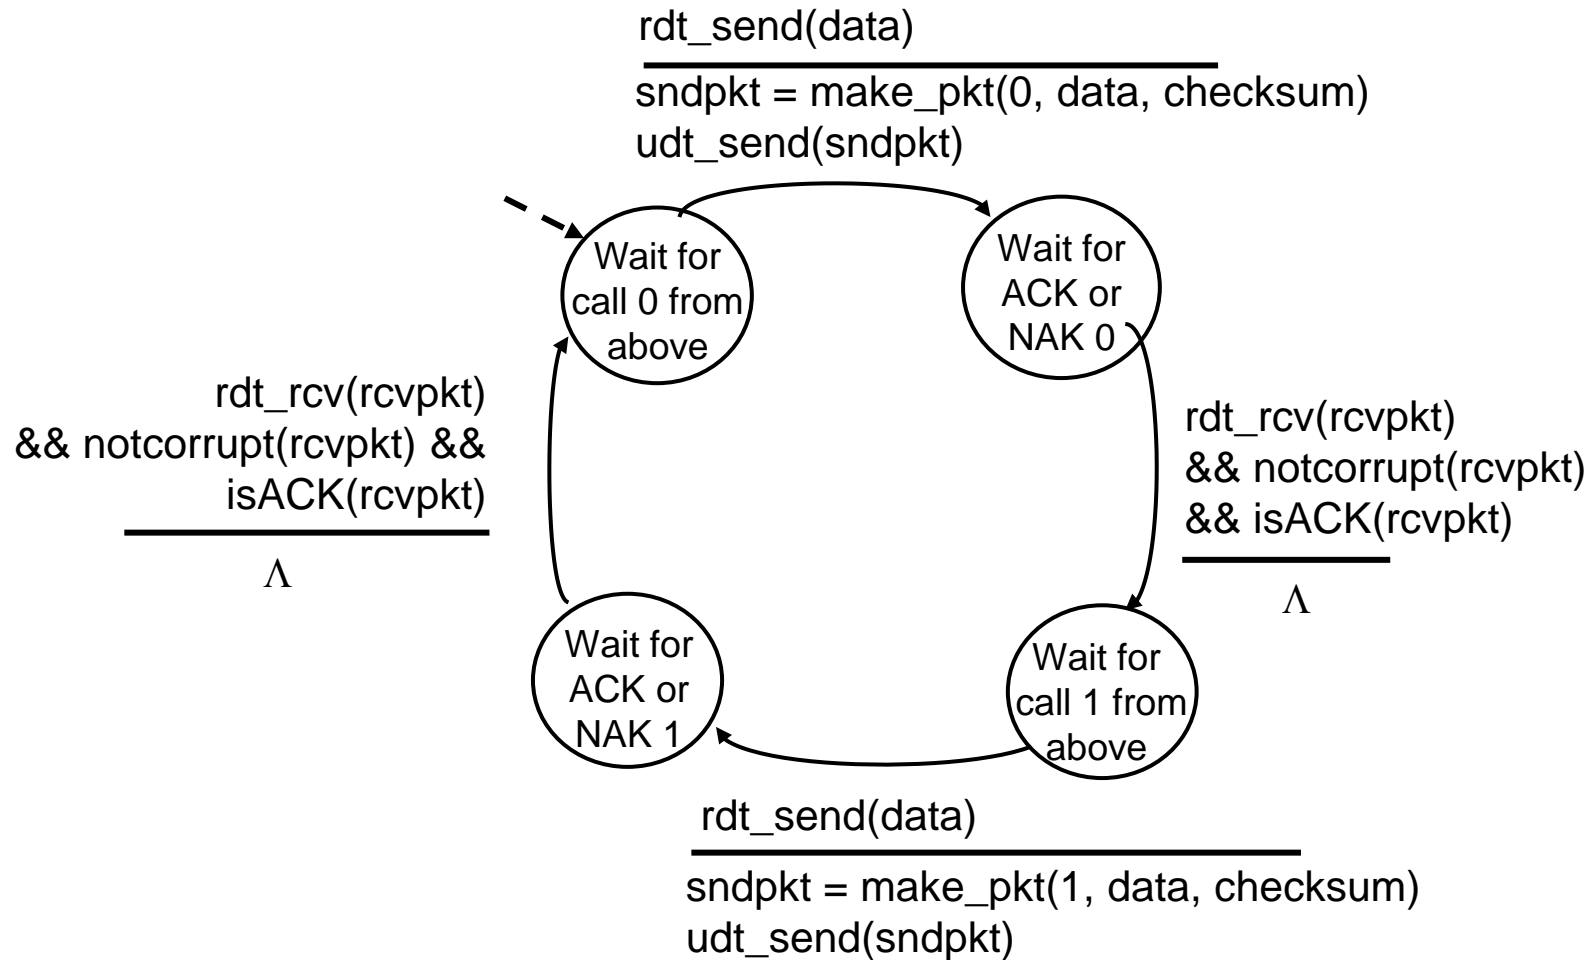 rdt_send(data)
sndpkt = make_pkt(0, data, checksum)
udt_send(sndpkt)
Wait for
call 0 from
above
Wait for
ACK or
NAK 0
rdt_rcv(rcvpkt)
&& notcorrupt(rcvpkt) &&
isACK(rcvpkt)
Λ
rdt_rcv(rcvpkt)
&& notcorrupt(rcvpkt)
&& isACK(rcvpkt)
Λ
Wait for
ACK or
NAK 1
Wait for
call 1 from
above
rdt_send(data)
sndpkt = make_pkt(1, data, checksum)
udt_send(sndpkt)